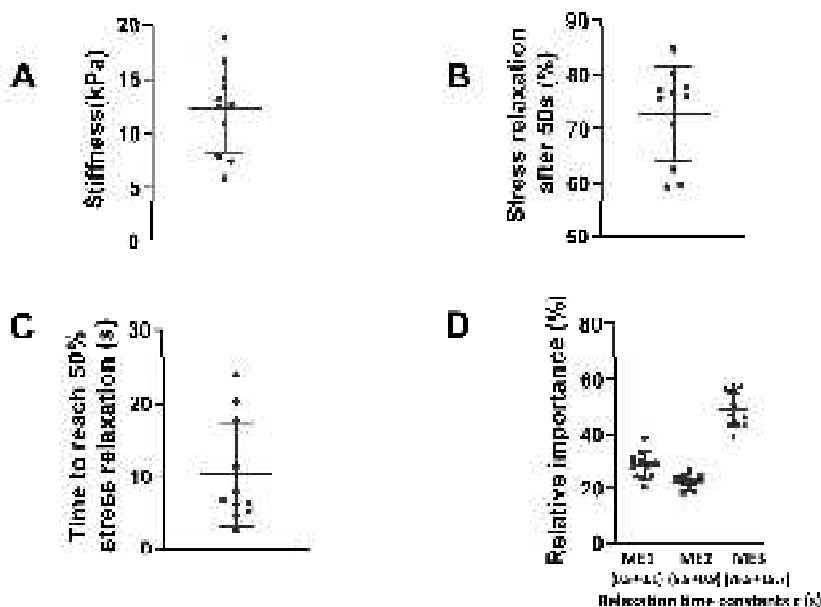 A
Stiffness(kPa)
20
15
10
5
0
B
Stress relaxation
after 50s (%)
90
80
70
60
50
C
Time to reach 50%
stress relaxation (s)
30
20
10
0
D
Relative importance (%)
80
60
40
20
0
ME1 ME2 ME3
Relaxation time constants τ (s)